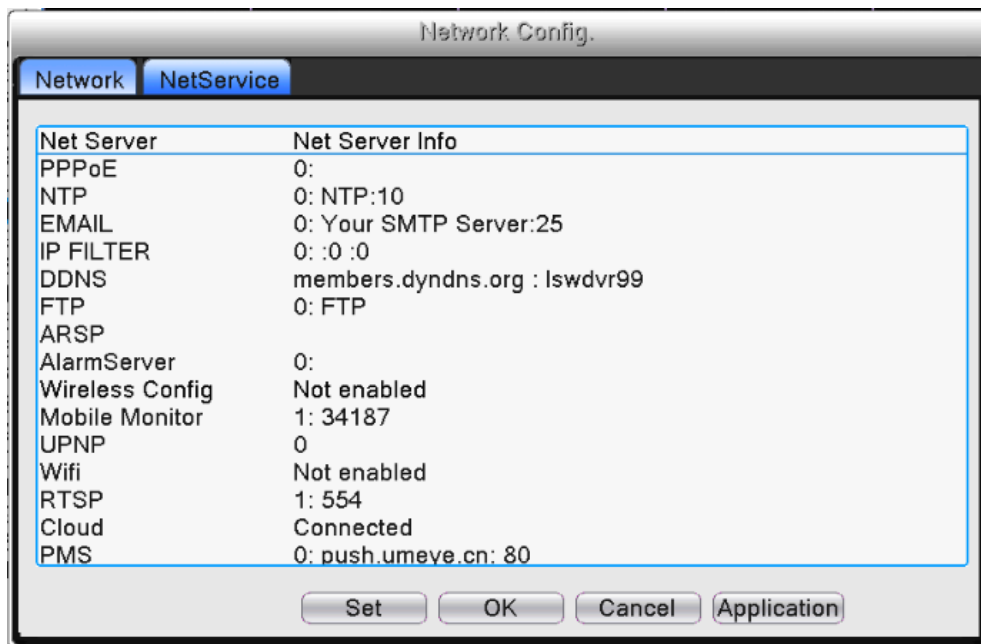 Network Config.
Network NetService
Net Server Net Server Info
PPPoE 0:
NTP 0: NTP:10
EMAIL 0: Your SMTP Server:25
IP FILTER 0: :0 :0
DDNS members.dyndns.org : lswdvr99
FTP 0: FTP
ARSP
AlarmServer 0:
Wireless Config Not enabled
Mobile Monitor 1: 34187
UPNP 0
Wifi Not enabled
RTSP 1: 554
Cloud Connected
PMS 0: push.umeye.cn: 80
Set OK Cancel Application